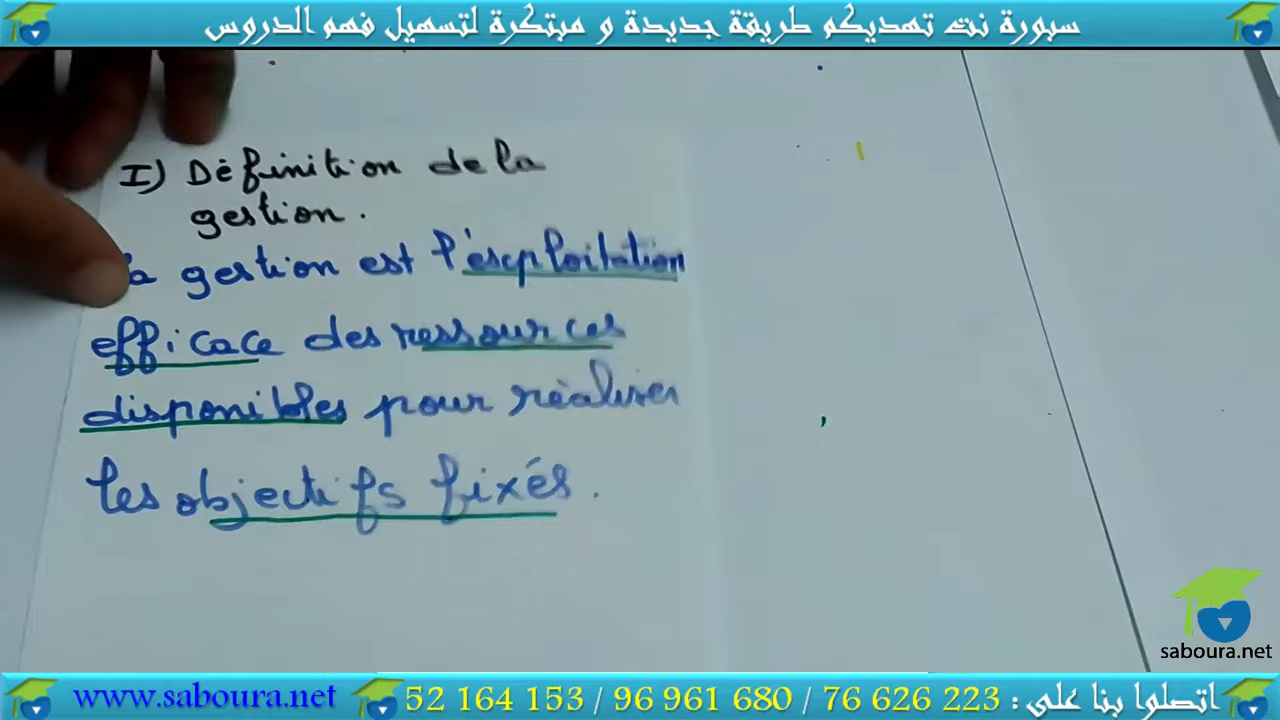 سبورة نت تهديكم طريقة جديدة و مبتكرة لتسهيل فهم الدروس
I) Définition de la
gestion.
la gestion est l'exploitation
efficace des ressources
disponibles pour réaliser
les objectifs fixés.
saboura.net
www.saboura.net 52 164 153 / 96 961 680 / 76 626 223 : اتصلوا بنا على